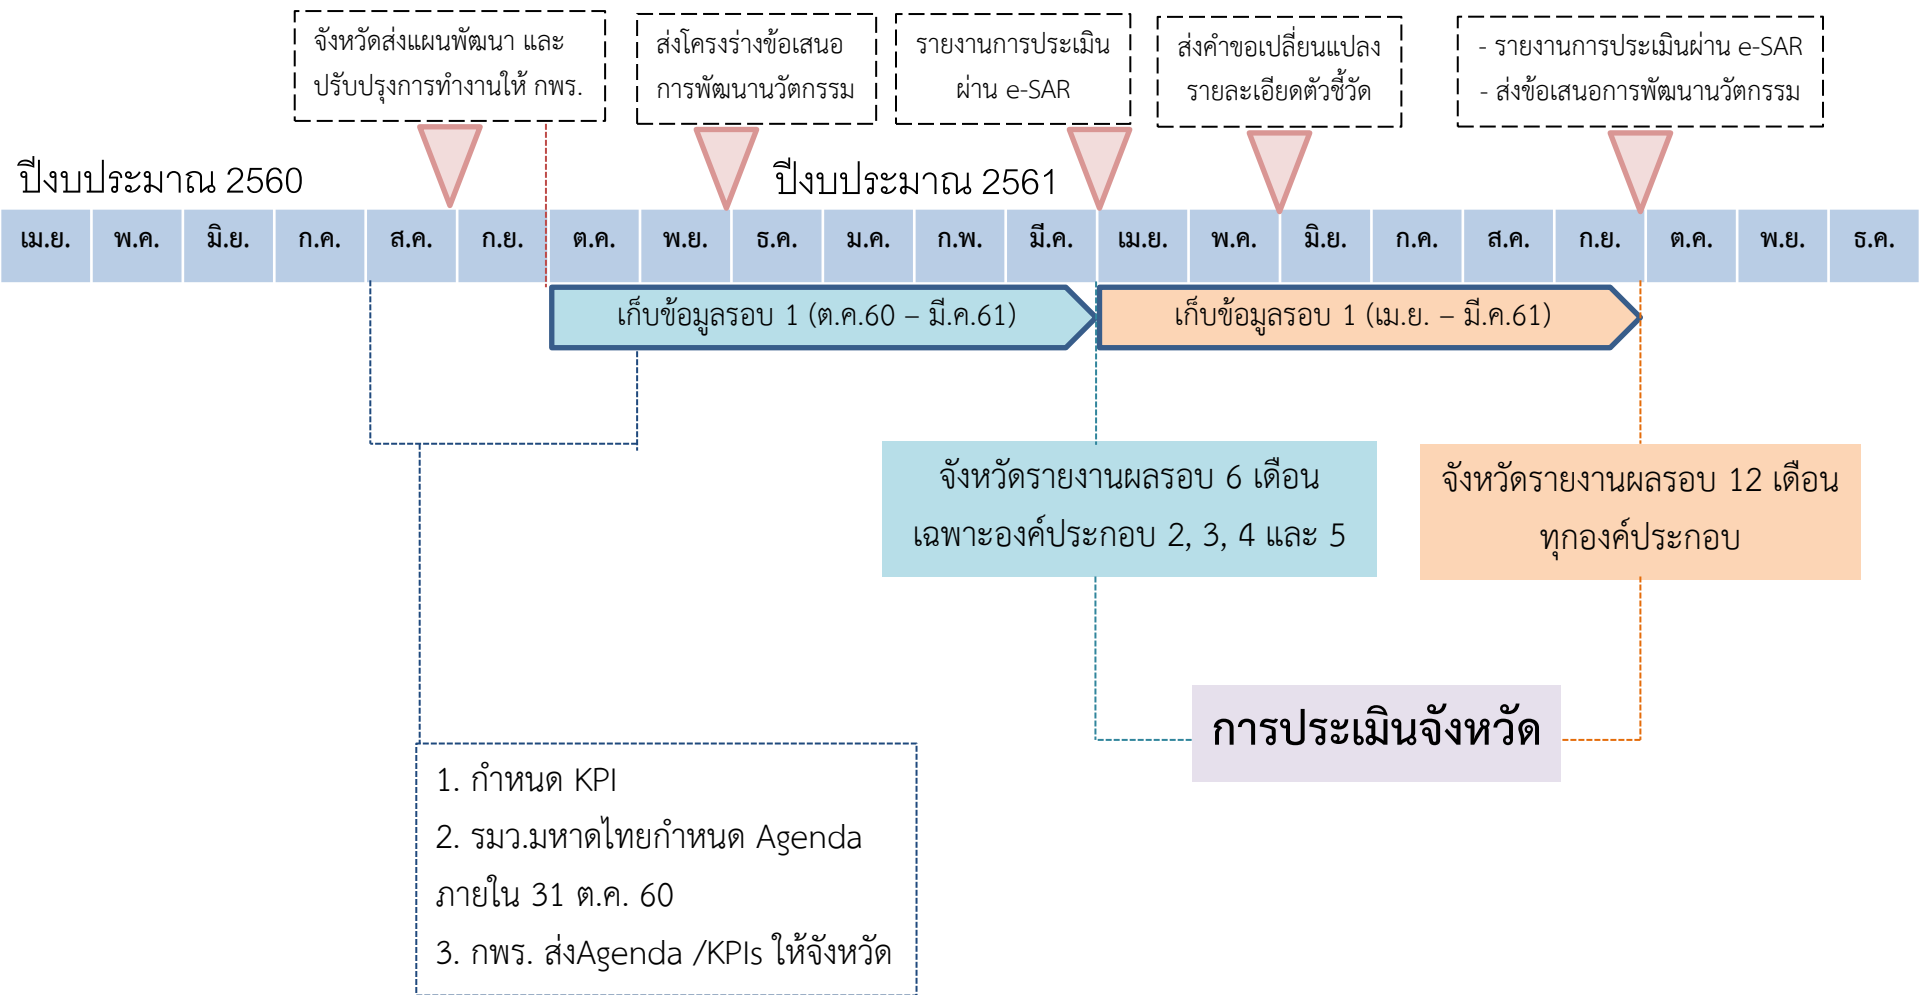 จังหวัดส่งแผนพัฒนา และ
ปรับปรุงการทำงานให้ กพร.
ส่งโครงร่างข้อเสนอ
การพัฒนานวัตกรรม
รายงานการประเมิน
ผ่าน e-SAR
ส่งคำขอเปลี่ยนแปลง
รายละเอียดตัวชี้วัด
- รายงานการประเมินผ่าน e-SAR
- ส่งข้อเสนอการพัฒนานวัตกรรม
ปีงบประมาณ 2560
ปีงบประมาณ 2561
เม.ย. พ.ค. มิ.ย. ก.ค. ส.ค. ก.ย. ต.ค. พ.ย. ธ.ค. ม.ค. ก.พ. มี.ค. เม.ย. พ.ค. มิ.ย. ก.ค. ส.ค. ก.ย. ต.ค. พ.ย. ธ.ค.
เก็บข้อมูลรอบ 1 (ต.ค.60 – มี.ค.61)
เก็บข้อมูลรอบ 1 (เม.ย. – มี.ค.61)
จังหวัดรายงานผลรอบ 6 เดือน
เฉพาะองค์ประกอบ 2, 3, 4 และ 5
จังหวัดรายงานผลรอบ 12 เดือน
ทุกองค์ประกอบ
การประเมินจังหวัด
1. กำหนด KPI
2. รมว.มหาดไทยกำหนด Agenda
ภายใน 31 ต.ค. 60
3. กพร. ส่งAgenda /KPIs ให้จังหวัด